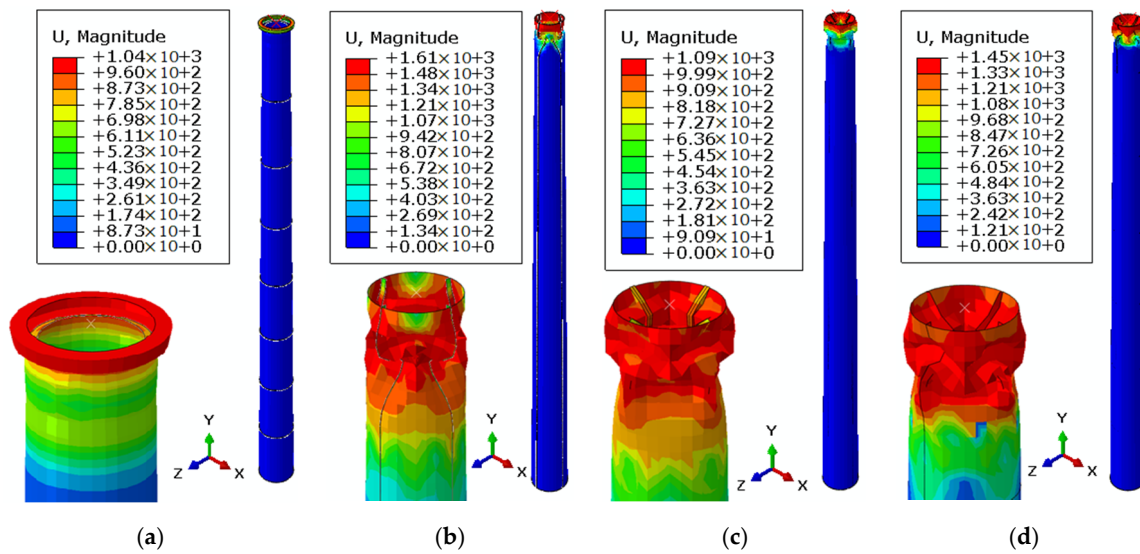 U, Magnitude
+1.04×10+3
+9.60×10+2
+8.73×10+2
+7.85×10+2
+6.98×10+2
+6.11×10+2
+5.23×10+2
+4.36×10+2
+3.49×10+2
+2.61×10+2
+1.74×10+2
+8.73×10+1
+0.00×10+0
Y
Z
X
(a)
U, Magnitude
+1.61×10+3
+1.48×10+3
+1.34×10+3
+1.21×10+3
+1.07×10+3
+9.42×10+2
+8.07×10+2
+6.72×10+2
+5.38×10+2
+4.03×10+2
+2.69×10+2
+1.34×10+2
+0.00×10+0
Y
Z
X
(b)
U, Magnitude
+1.09×10+3
+9.99×10+2
+9.09×10+2
+8.18×10+2
+7.27×10+2
+6.36×10+2
+5.45×10+2
+4.54×10+2
+3.63×10+2
+2.72×10+2
+1.81×10+2
+9.09×10+1
+0.00×10+0
Y
Z
X
(c)
U, Magnitude
+1.45×10+3
+1.33×10+3
+1.21×10+3
+1.08×10+3
+9.68×10+2
+8.47×10+2
+7.26×10+2
+6.05×10+2
+4.84×10+2
+3.63×10+2
+2.42×10+2
+1.21×10+2
+0.00×10+0
Y
Z
X
(d)